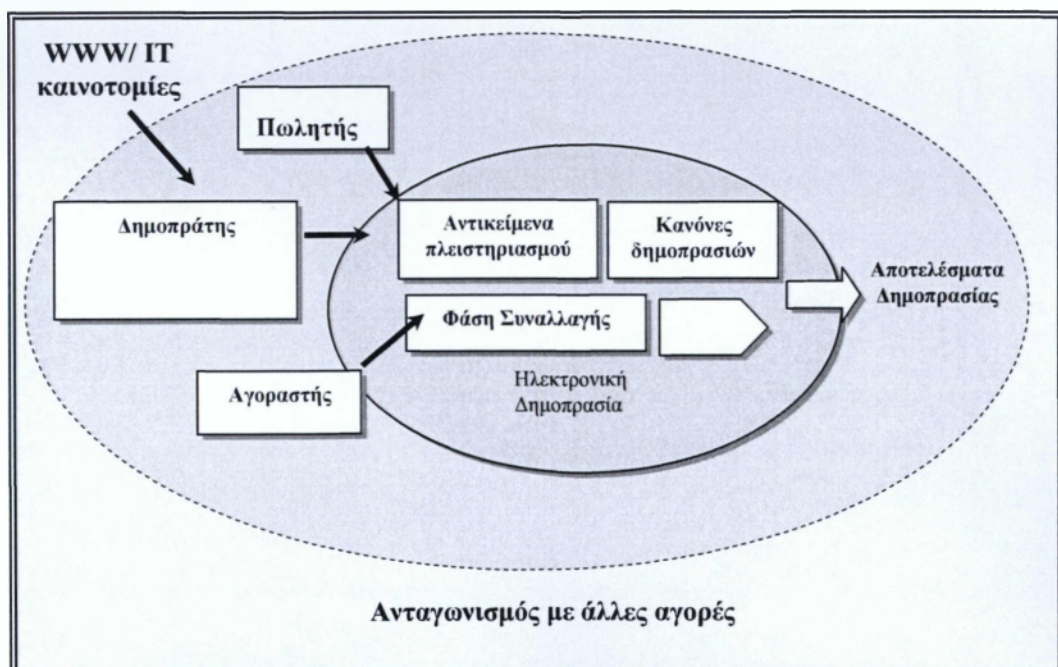 WWW/ IT
καινοτομίες
Πωλητής
Δημοπράτης
Αντικείμενα
πλειστηριασμού
Κανόνες
δημοπρασιών
Αποτελέσματα
Δημοπρασίας
Φάση Συναλλαγής
Αγοραστής
Ηλεκτρονική
Δημοπρασία
Ανταγωνισμός με άλλες αγορές